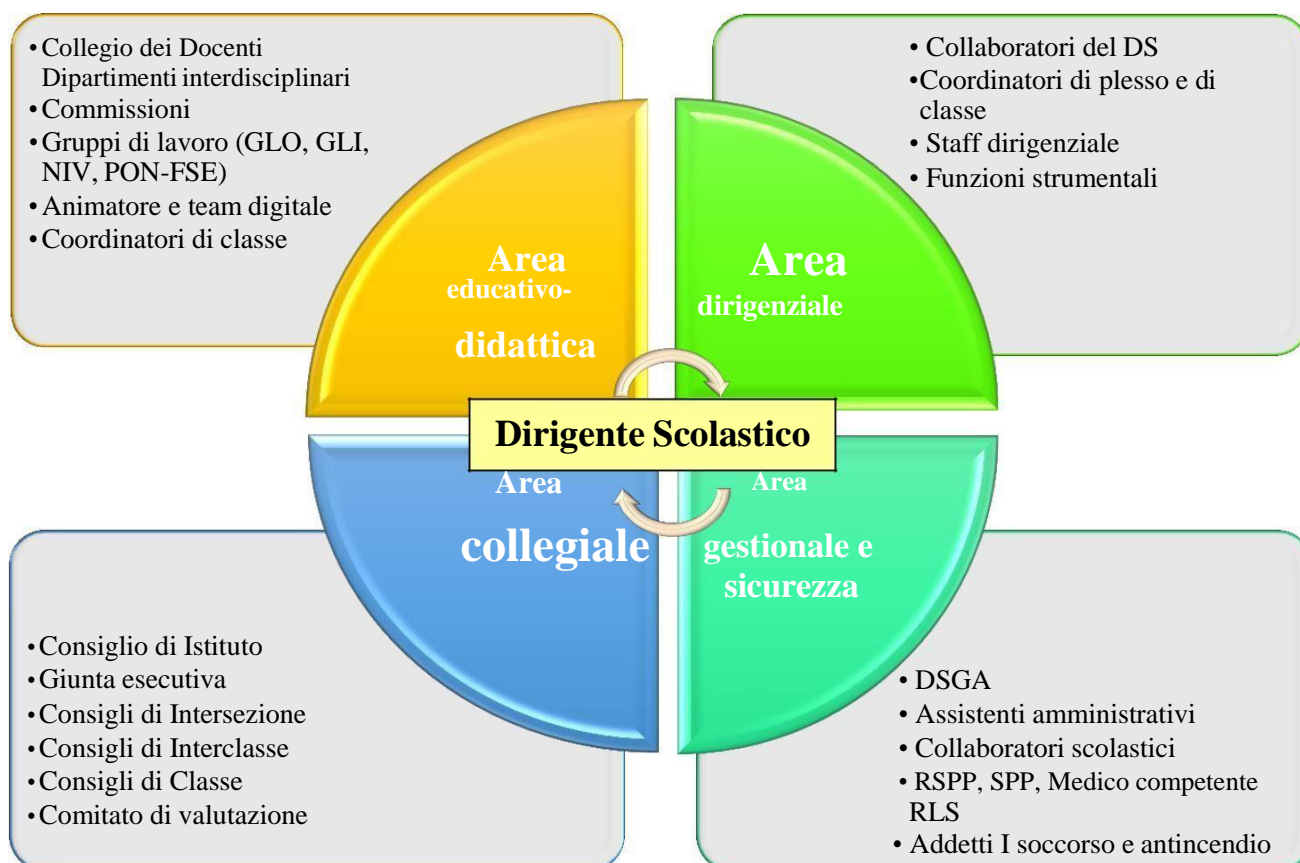 • Collegio dei Docenti
Dipartimenti interdisciplinari
• Commissioni
• Gruppi di lavoro (GLO, GLI,
NIV, PON-FSE)
• Animatore e team digitale
• Coordinatori di classe
• Collaboratori del DS
• Coordinatori di plesso e di
classe
• Staff dirigenziale
• Funzioni strumentali
Area
educativo-
didattica
Area
dirigenziale
Dirigente Scolastico
Area
collegiale
Area
gestionale e
sicurezza
• Consiglio di Istituto
• Giunta esecutiva
• Consigli di Intersezione
• Consigli di Interclasse
• Consigli di Classe
• Comitato di valutazione
• DSGA
• Assistenti amministrativi
• Collaboratori scolastici
• RSPP, SPP, Medico competente
RLS
• Addetti I soccorso e antincendio